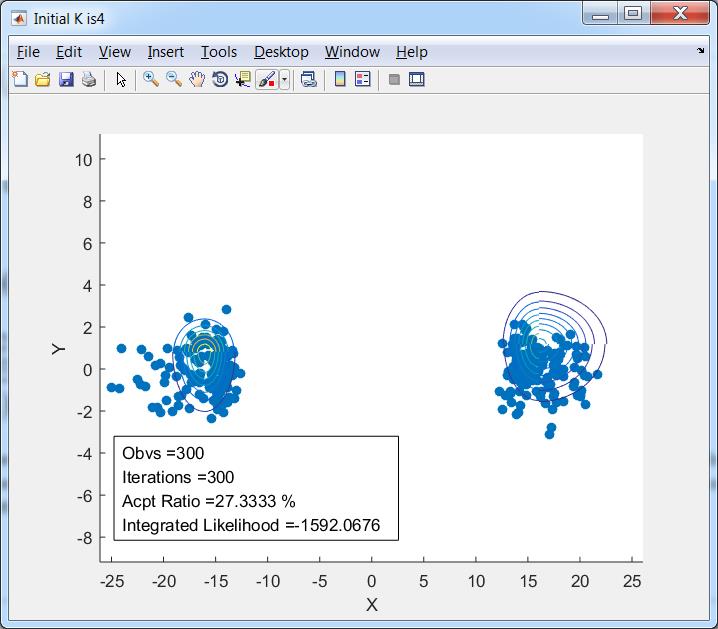 Initial K is4
File Edit View Insert Tools Desktop Window Help
10
8
6
4
2
0
-2
-4
-6
-8
Y
Obvs =300
Iterations =300
Acpt Ratio =27.3333 %
Integrated Likelihood =-1592.0676
-25 -20 -15 -10 -5 0 5 10 15 20 25
X